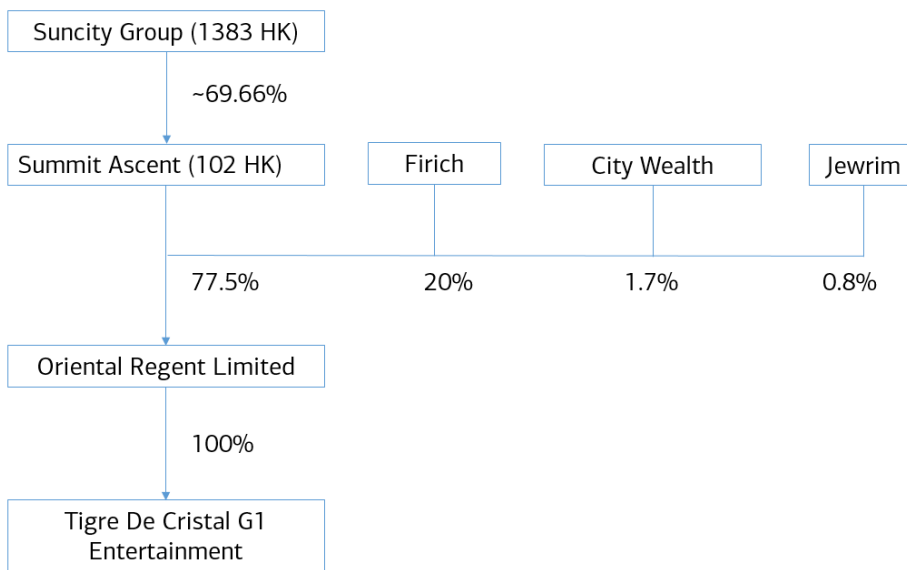 Suncity Group (1383 HK)
~69.66%
Summit Ascent (102 HK)
Firich
City Wealth
Jewrim
77.5%
20%
1.7%
0.8%
Oriental Regent Limited
100%
Tigre De Cristal G1
Entertainment